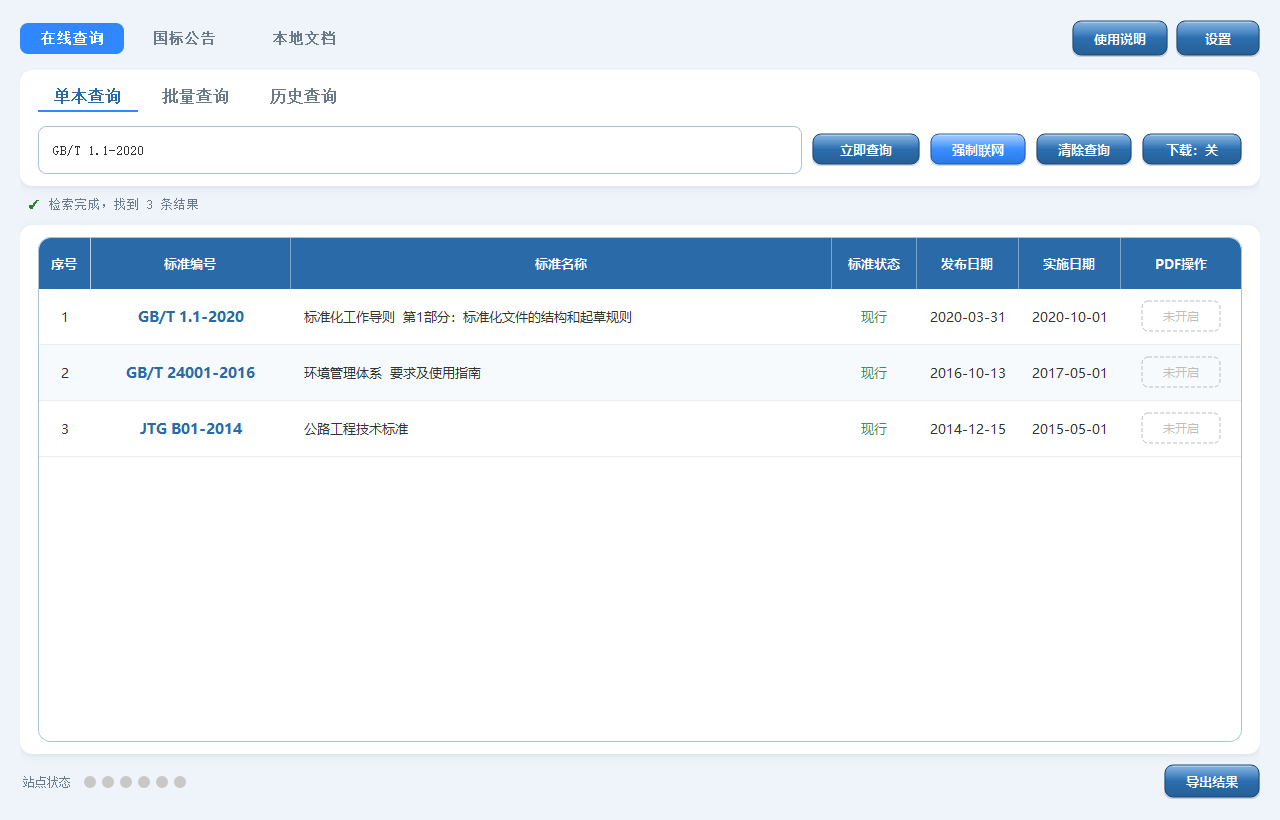 在线查询 国标公告 本地文档 使用说明 设置
单本查询 批量查询 历史查询
GB/T 1.1-2020 立即查询 强制联网 清除查询 下载：关
✔ 检索完成，找到 3 条结果
序号 标准编号 标准名称 标准状态 发布日期 实施日期 PDF操作
1 GB/T 1.1-2020 标准化工作导则 第1部分：标准化文件的结构和起草规则 现行 2020-03-31 2020-10-01 未开启
2 GB/T 24001-2016 环境管理体系 要求及使用指南 现行 2016-10-13 2017-05-01 未开启
3 JTG B01-2014 公路工程技术标准 现行 2014-12-15 2015-05-01 未开启
站点状态 导出结果